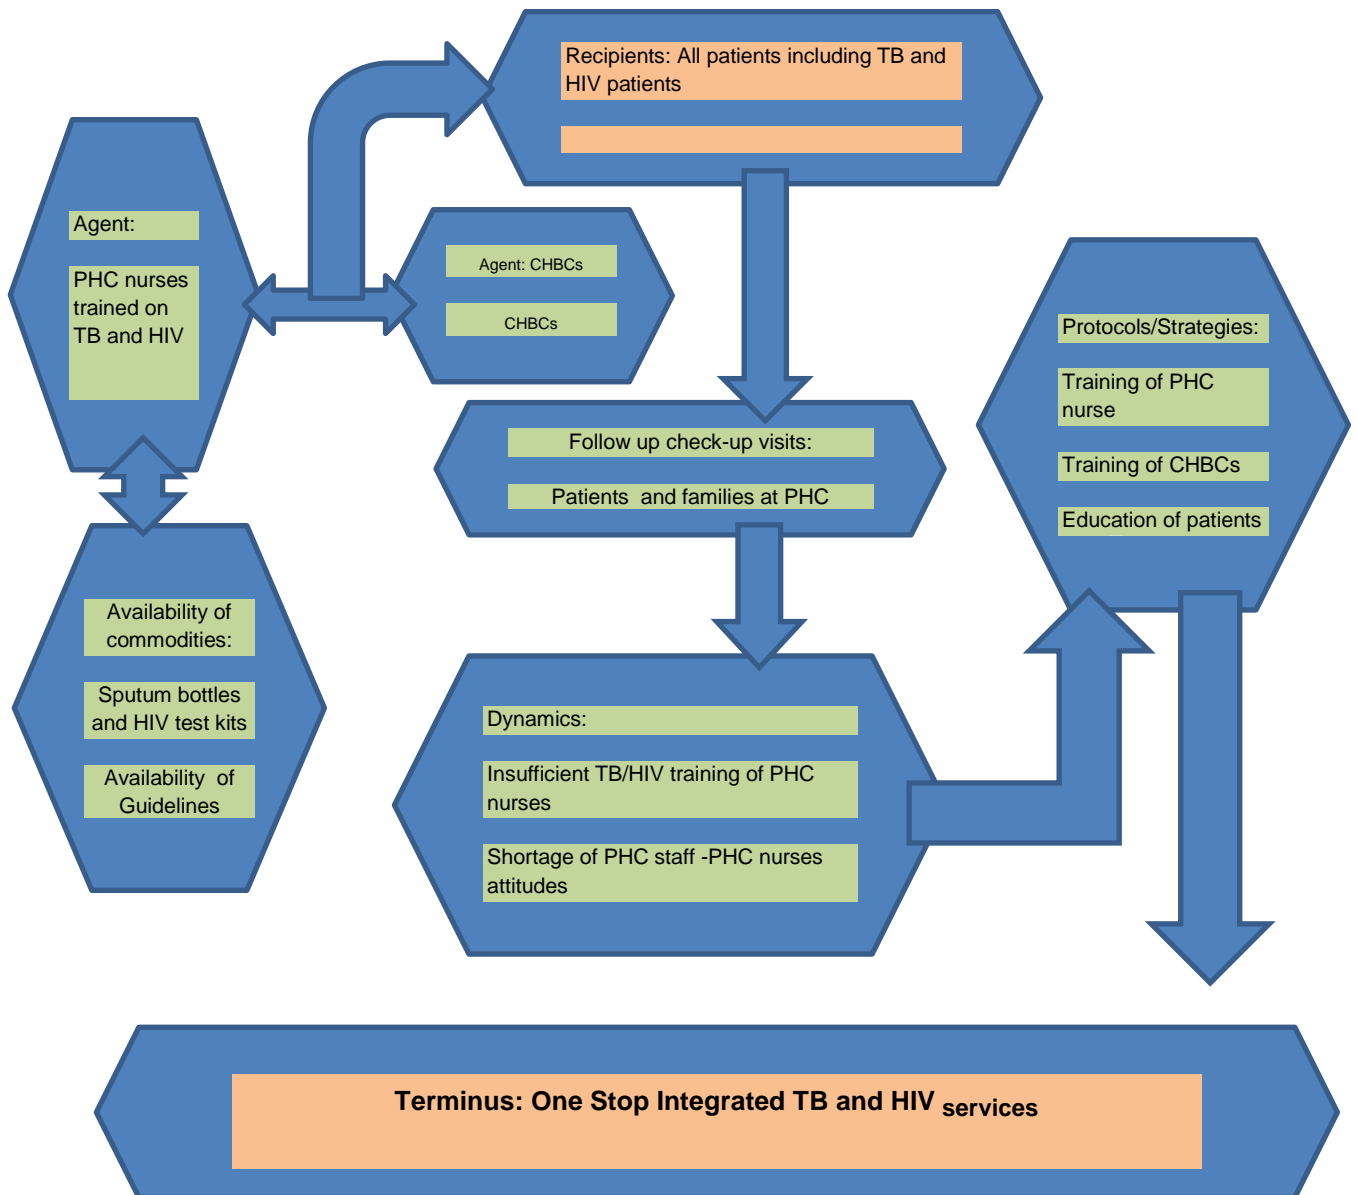 Recipients: All patients including TB and
HIV patients
Agent:
PHC nurses
trained on
TB and HIV
Agent: CHBCs
CHBCs
Protocols/Strategies:
Training of PHC
nurse
Training of CHBCs
Education of patients
Follow up check-up visits:
Patients and families at PHC
Availability of
commodities:
Sputum bottles
and HIV test kits
Availability of
Guidelines
Dynamics:
Insufficient TB/HIV training of PHC
nurses
Shortage of PHC staff -PHC nurses
attitudes
Terminus: One Stop Integrated TB and HIV services